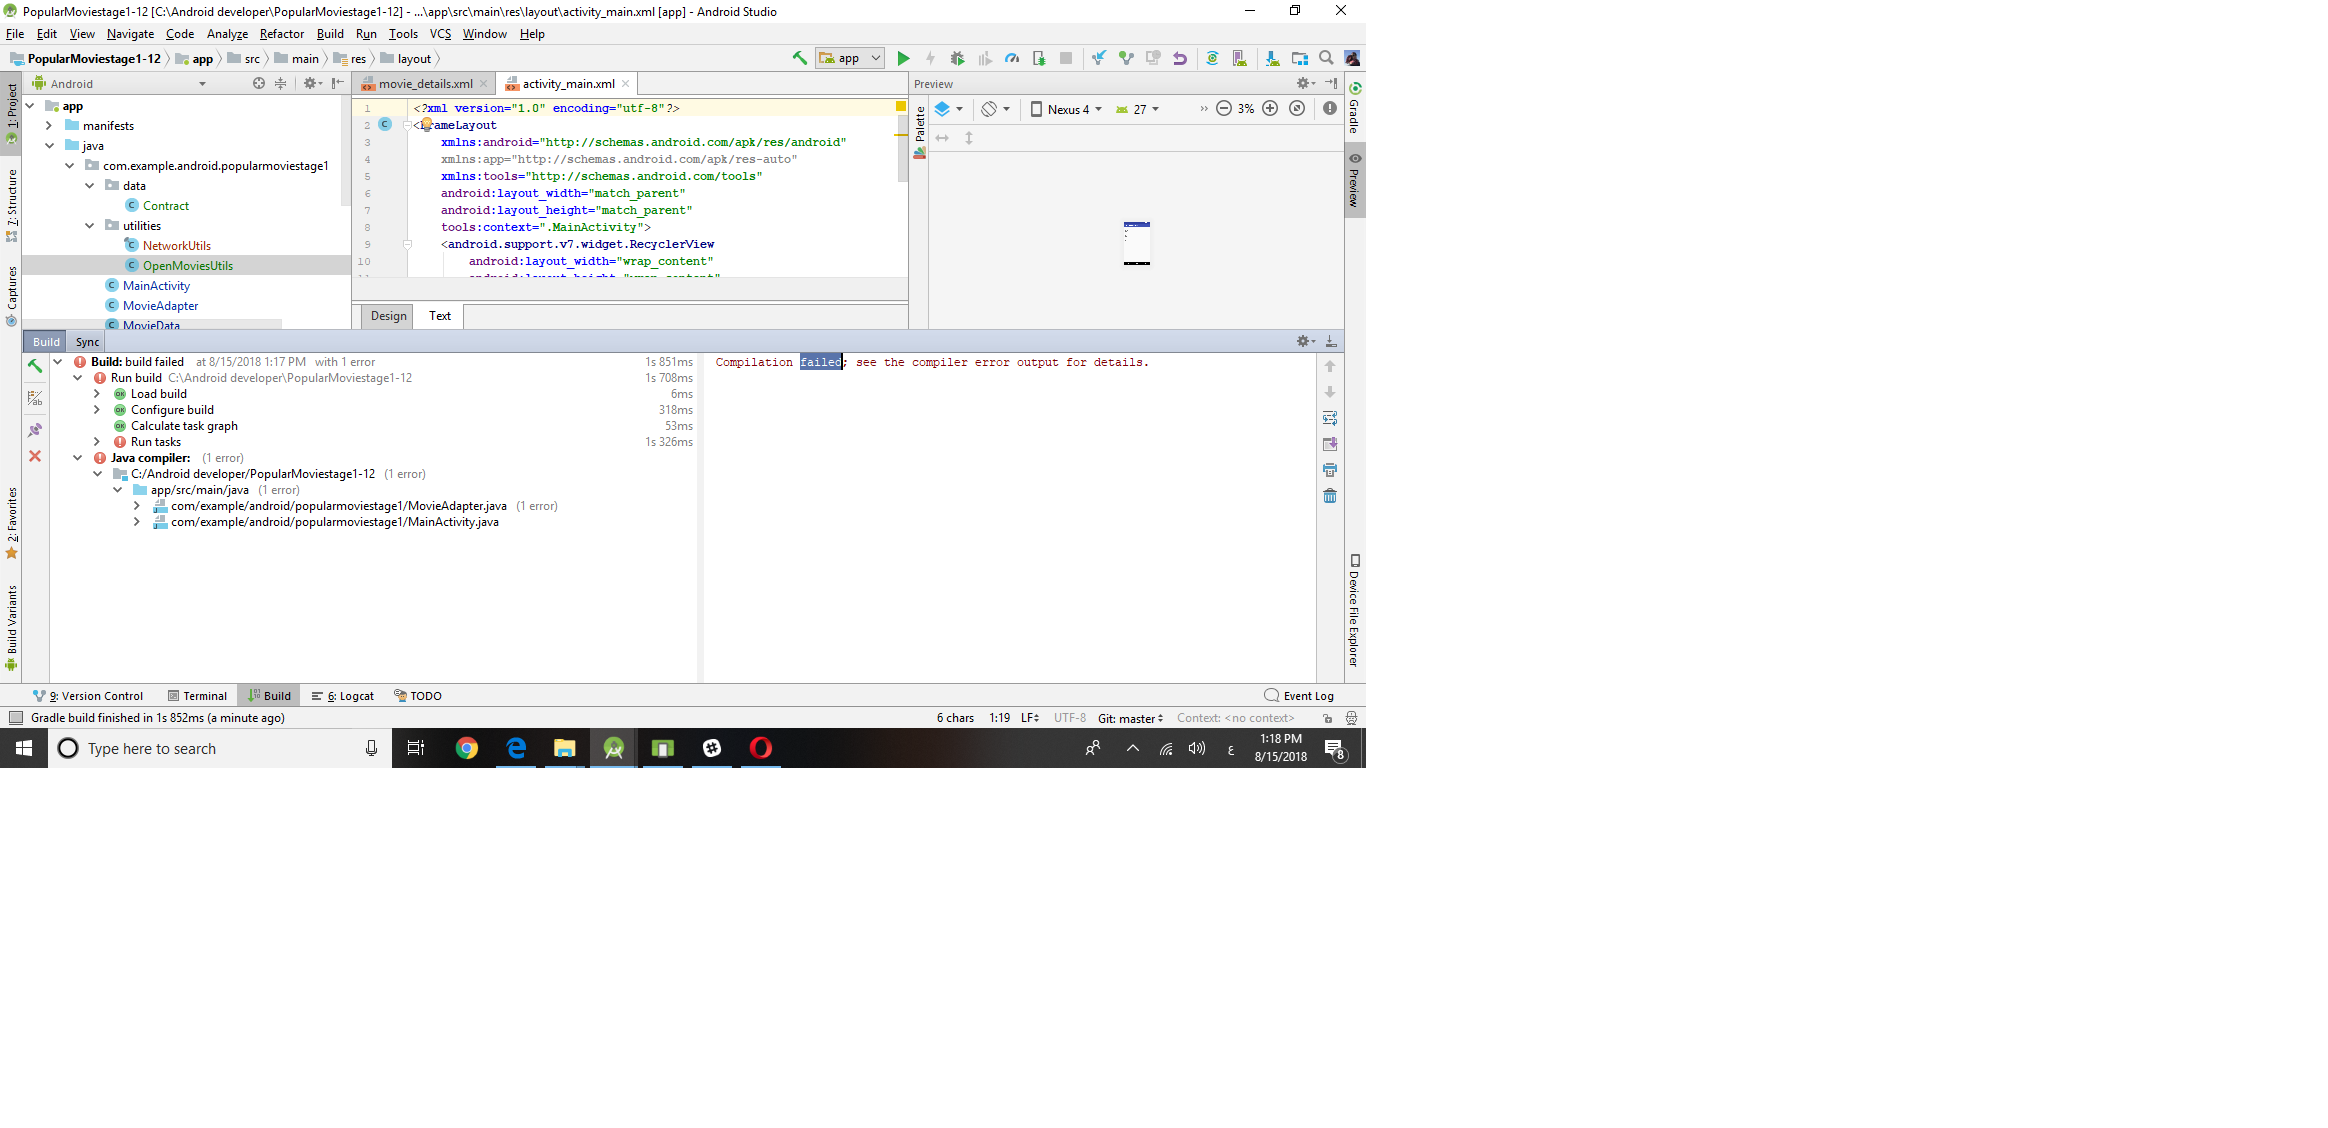 PopularMoviestage1-12 [C:\Android developer\PopularMoviestage1-12] - ...\app\src\main\res\layout\activity_main.xml [app] - Android Studio
File Edit View Navigate Code Analyze Refactor Build Run Tools VCS Window Help
PopularMoviestage1-12 app src main res layout app
Android
movie_details.xml activity_main.xml
Preview
1: Project
7: Structure
Captures
2: Favorites
Build Variants
app
manifests
java
com.example.android.popularmoviestage1
data
Contract
utilities
NetworkUtils
OpenMoviesUtils
MainActivity
MovieAdapter
MovieData
1 <?xml version="1.0" encoding="utf-8"?>
2 <FrameLayout
3 xmlns:android="http://schemas.android.com/apk/res/android"
4 xmlns:app="http://schemas.android.com/apk/res-auto"
5 xmlns:tools="http://schemas.android.com/tools"
6 android:layout_width="match_parent"
7 android:layout_height="match_parent"
8 tools:context=".MainActivity">
9 <android.support.v7.widget.RecyclerView
10 android:layout_width="wrap_content"
11 android:layout_height="wrap_content"
Design Text
Palette
Nexus 4 27 3%
Gradle
Preview
Device File Explorer
Build Sync
Build: build failed at 8/15/2018 1:17 PM with 1 error 1s 851ms
Run build C:\Android developer\PopularMoviestage1-12 1s 708ms
Load build 6ms
Configure build 318ms
Calculate task graph 53ms
Run tasks 1s 326ms
Java compiler: (1 error)
C:/Android developer/PopularMoviestage1-12 (1 error)
app/src/main/java (1 error)
com/example/android/popularmoviestage1/MovieAdapter.java (1 error)
com/example/android/popularmoviestage1/MainActivity.java
Compilation failed; see the compiler error output for details.
9: Version Control Terminal Build 6: Logcat TODO Event Log
Gradle build finished in 1s 852ms (a minute ago) 6 chars 1:19 LF UTF-8 Git: master Context: <no context>
Type here to search
ع
1:18 PM
8/15/2018
8